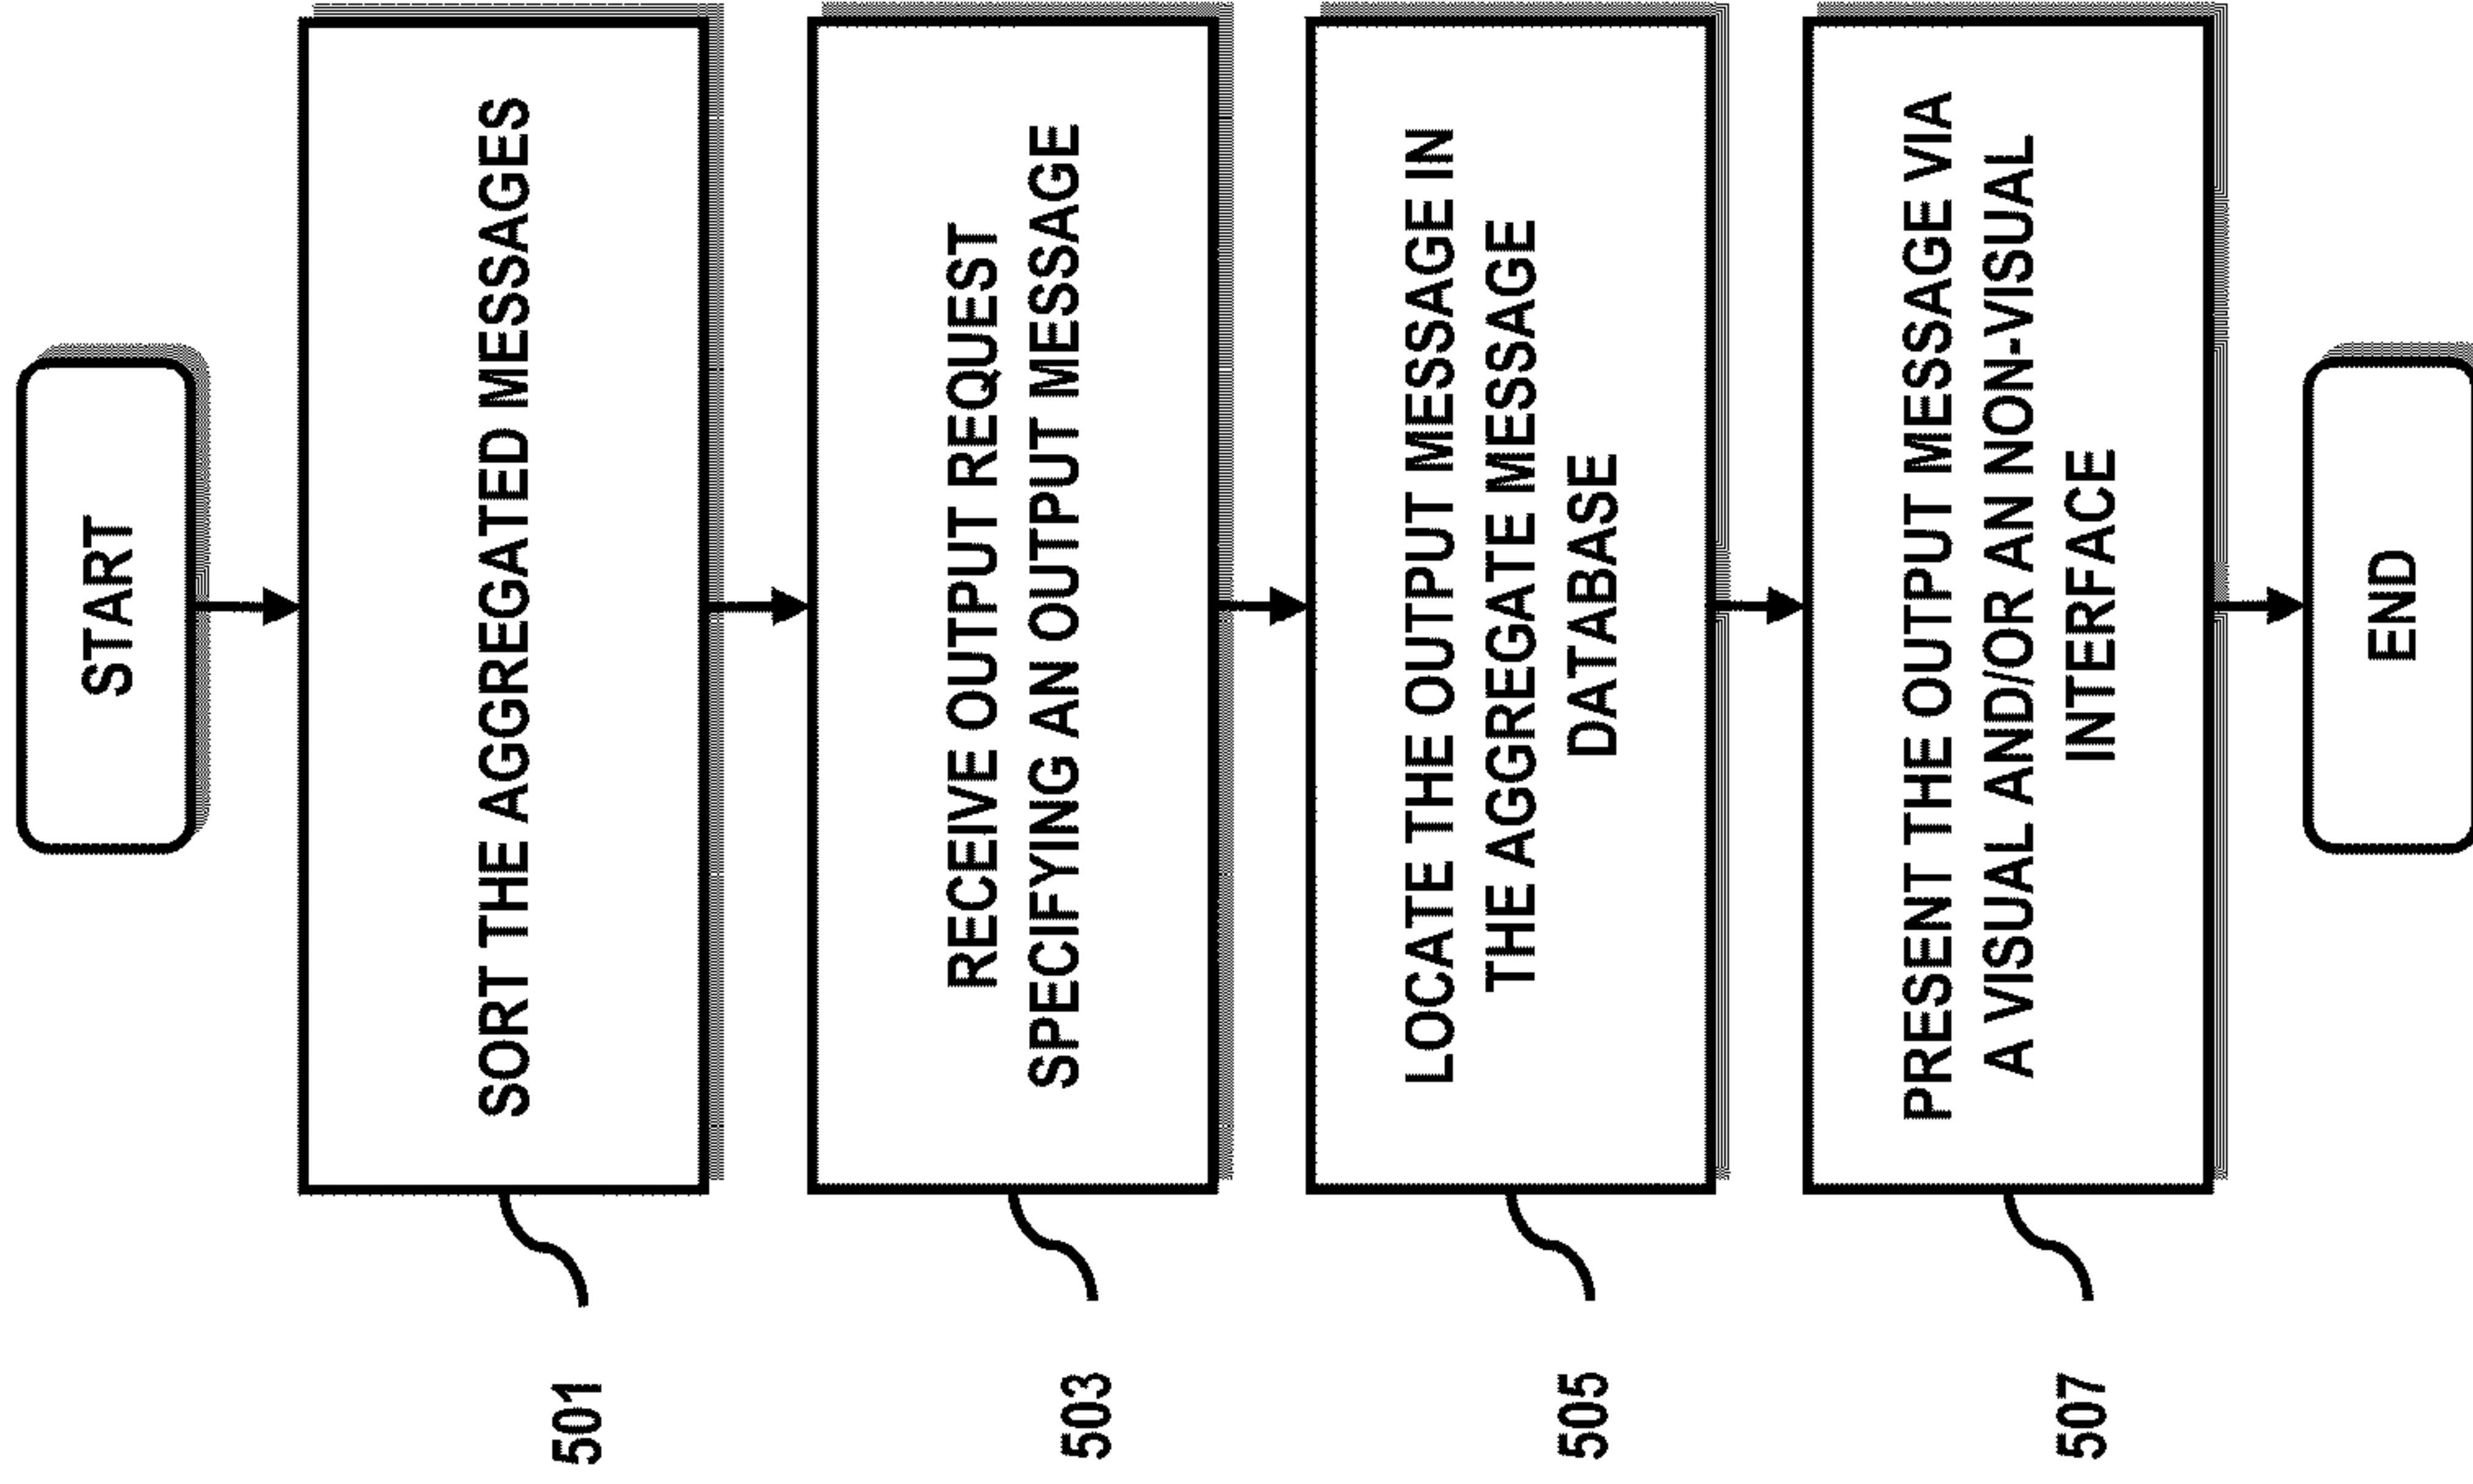 START
SORT THE AGGREGATED MESSAGES
501
RECEIVE OUTPUT REQUEST
SPECIFYING AN OUTPUT MESSAGE
503
LOCATE THE OUTPUT MESSAGE IN
THE AGGREGATE MESSAGE
DATABASE
505
PRESENT THE OUTPUT MESSAGE VIA
A VISUAL AND/OR AN NON-VISUAL
INTERFACE
507
END